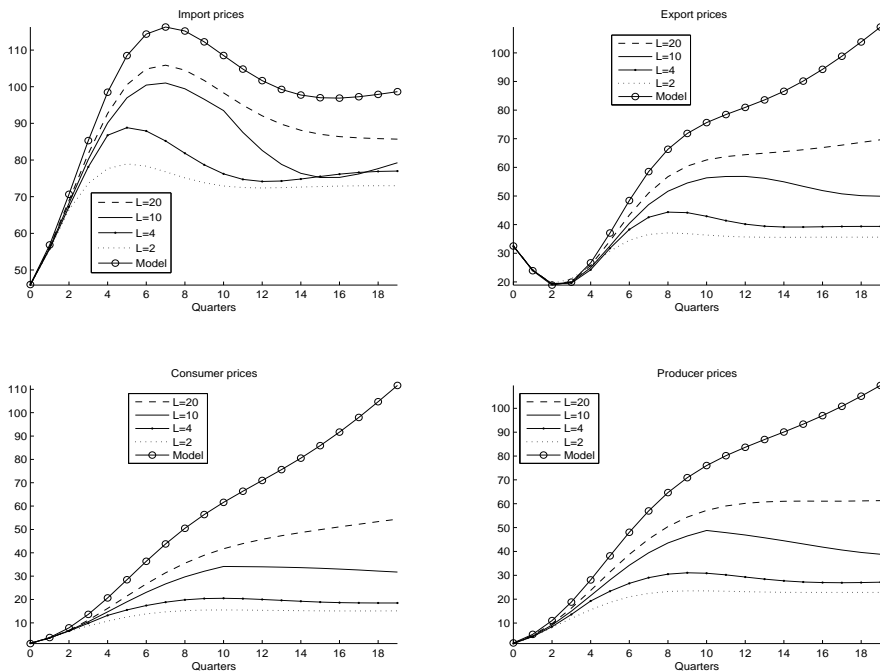 Import prices
110
100
90
80
70
60
50
0 2 4 6 8 10 12 14 16 18
Quarters
L=20
L=10
L=4
L=2
Model
Export prices
100
90
80
70
60
50
40
30
20
0 2 4 6 8 10 12 14 16 18
Quarters
L=20
L=10
L=4
L=2
Model
Consumer prices
110
100
90
80
70
60
50
40
30
20
10
0 2 4 6 8 10 12 14 16 18
Quarters
L=20
L=10
L=4
L=2
Model
Producer prices
100
90
80
70
60
50
40
30
20
10
0 2 4 6 8 10 12 14 16 18
Quarters
L=20
L=10
L=4
L=2
Model